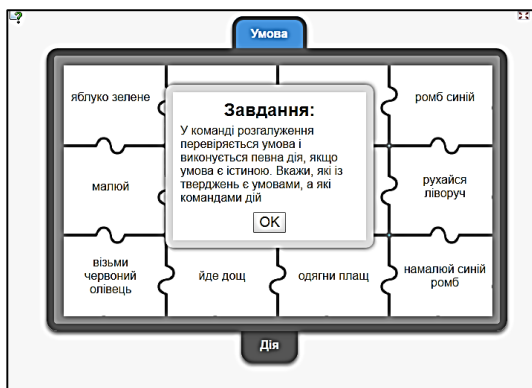 Умова
яблуко зелене
ромб синій
Завдання:
У команді розгалуження
перевіряється умова і
виконується певна дія, якщо
умова є істиною. Вкажи, які із
тверджень є умовами, а які
командами дій
OK
малюй
рухайся
ліворуч
візьми
червоний
олівець
йде дощ
одягни плащ
намалюй синій
ромб
Дія